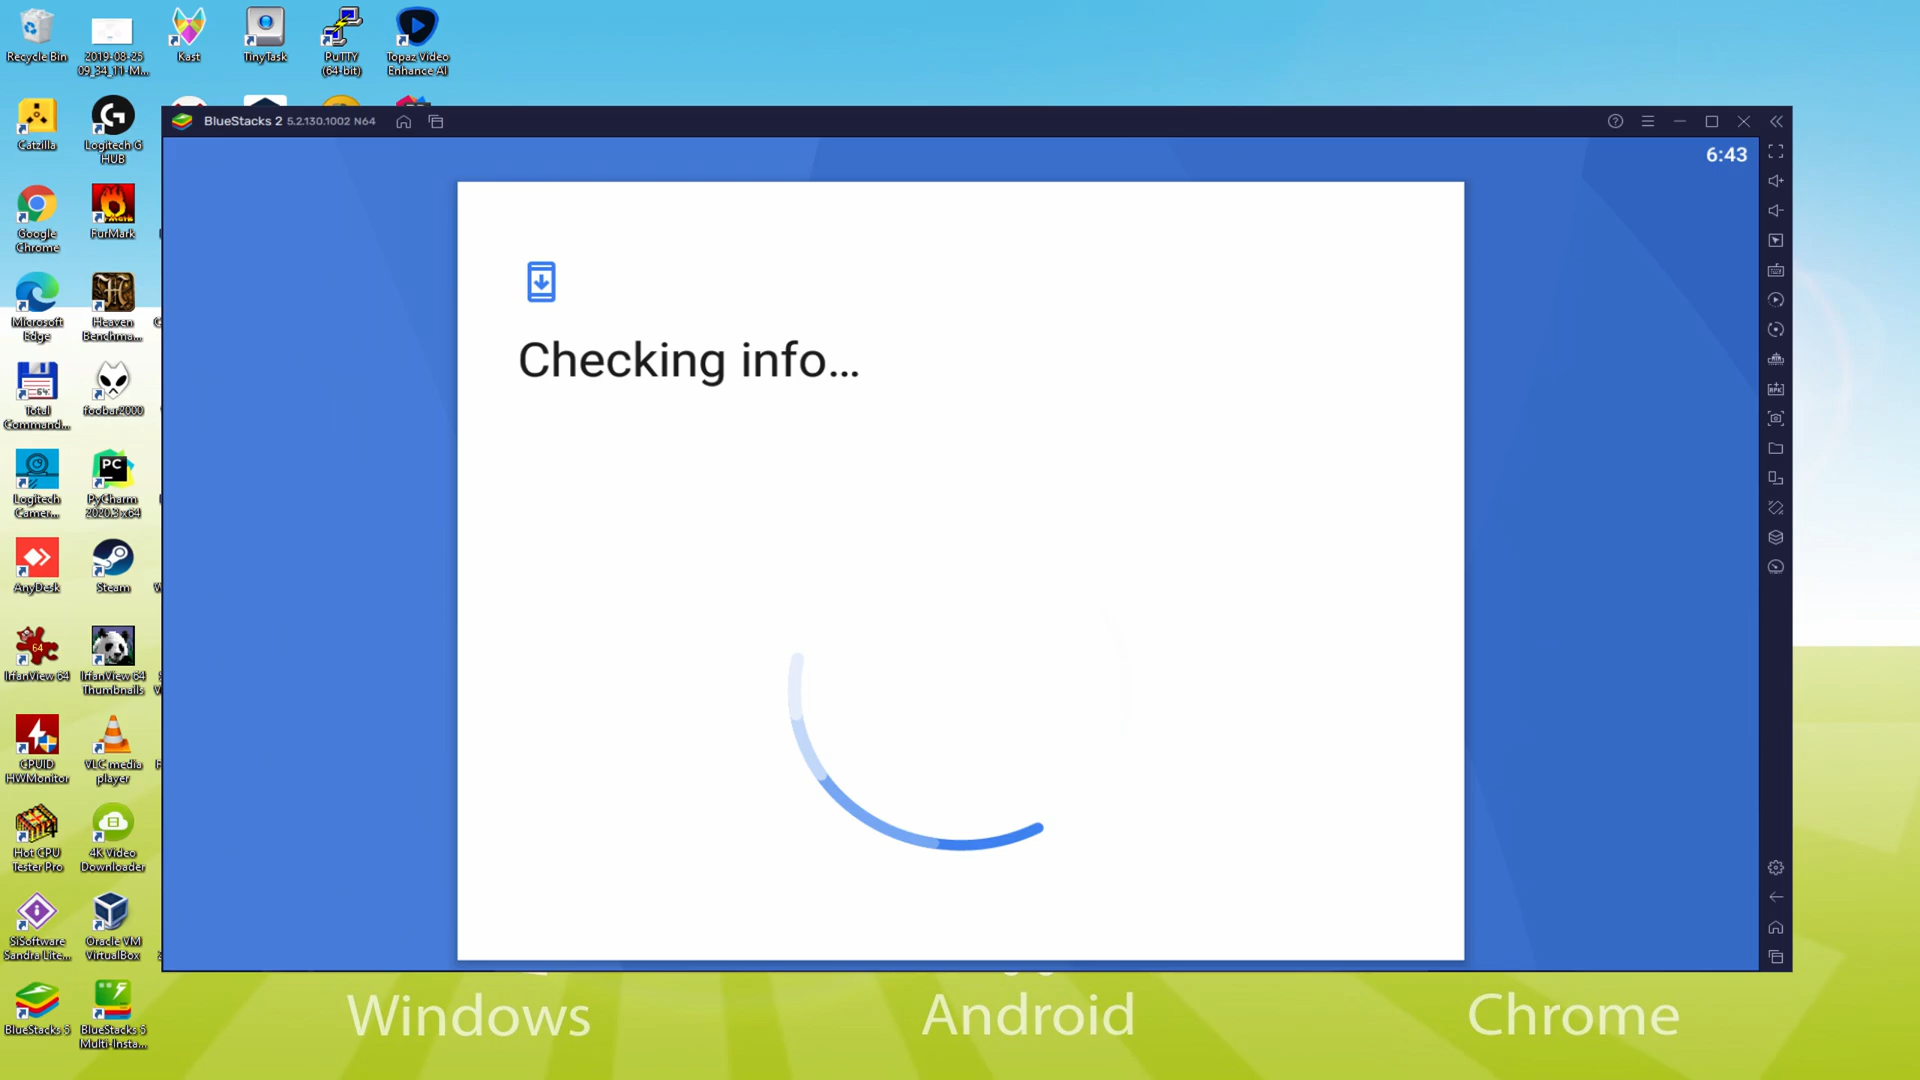 Recycle Bin
2019-08-25
09_34_11-M...
Kast
TinyTask
PuTTY
(64-bit)
Topaz Video
Enhance AI
Catzilla
Logitech G
HUB
Google
Chrome
FurMark
Microsoft
Edge
Heaven
Benchma...
Total
Command...
foobar2000
Logitech
Camer...
PyCharm
2020.3 x64
AnyDesk
Steam
IrfanView 64
IrfanView 64
Thumbnails
CPUID
HWMonitor
VLC media
player
Hot CPU
Tester Pro
4K Video
Downloader
SiSoftware
Sandra Lite...
Oracle VM
VirtualBox
BlueStacks 5
BlueStacks 5
Multi-Insta...
BlueStacks 2 5.2.130.1002 N64
6:43
Checking info...
Windows
Android
Chrome